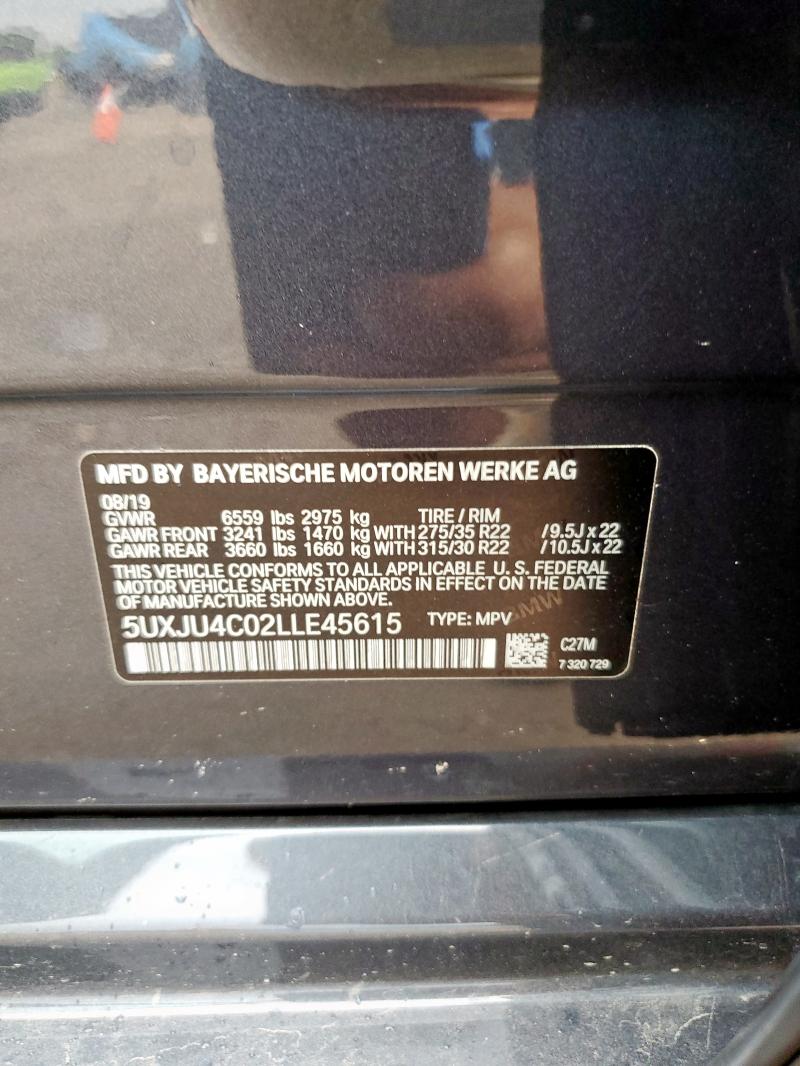 MFD BY BAYERISCHE MOTOREN WERKE AG
08/19
GVWR 6559 lbs 2975 kg TIRE / RIM
GAWR FRONT 3241 lbs 1470 kg WITH 275/35 R22 /9.5J x 22
GAWR REAR 3660 lbs 1660 kg WITH 315/30 R22 /10.5J x 22
THIS VEHICLE CONFORMS TO ALL APPLICABLE U. S. FEDERAL
MOTOR VEHICLE SAFETY STANDARDS IN EFFECT ON THE DATE
OF MANUFACTURE SHOWN ABOVE.
5UXJU4C02LLE45615 TYPE: MPV
BMW
C27M
7 320 729